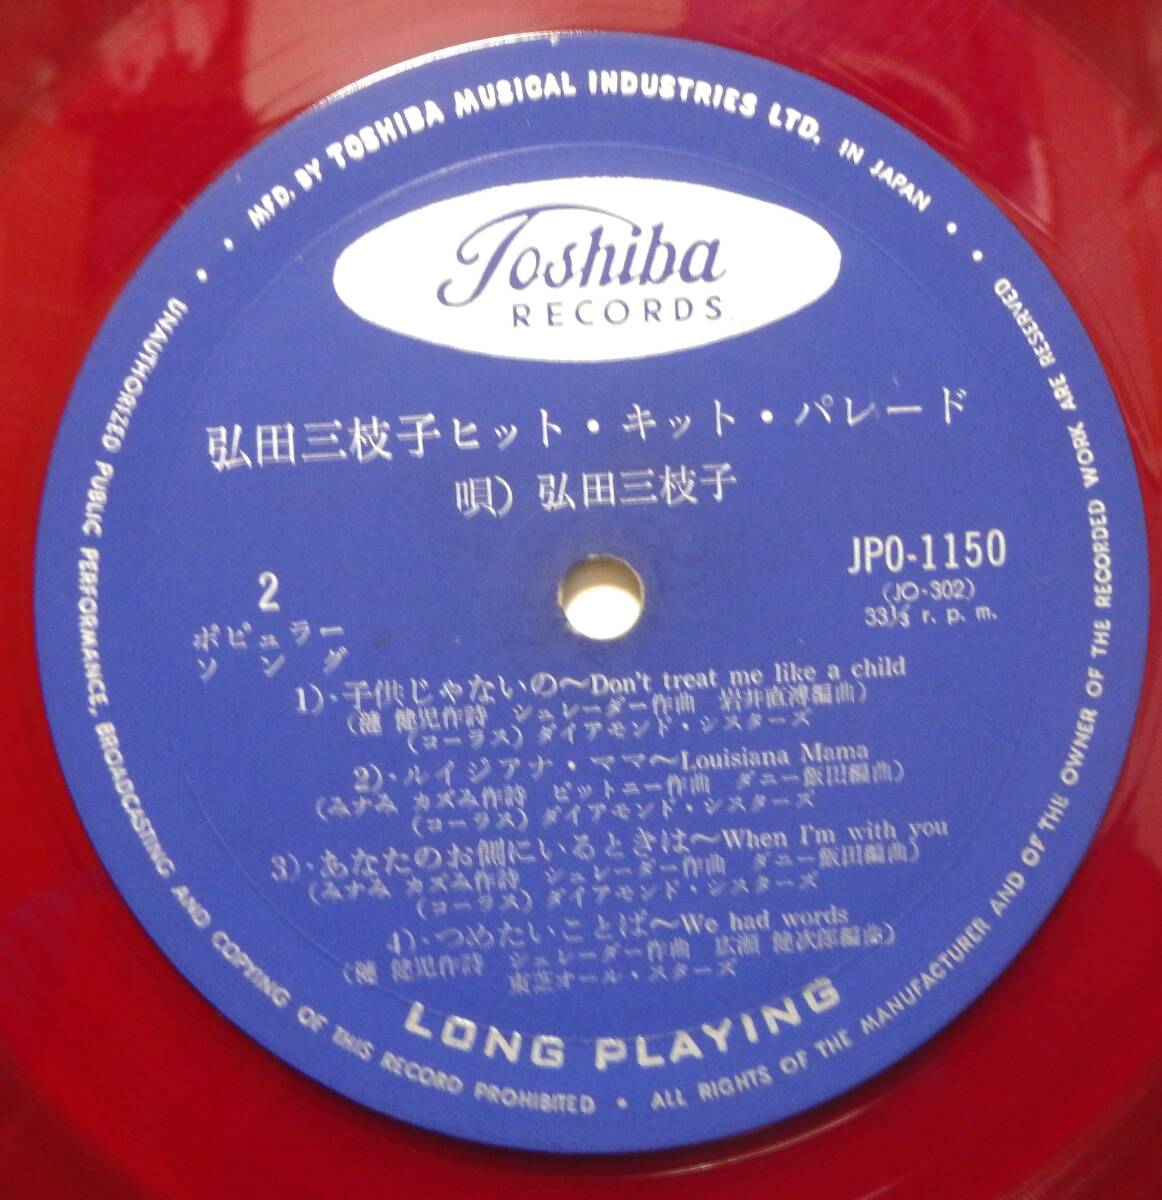 MFD. BY TOSHIBA MUSICAL INDUSTRIES LTD. IN JAPAN
Toshiba
RECORDS
弘田三枝子ヒット・キット・パレード
唄) 弘田三枝子
JPO-1150
(JO-302)
33⅓ r. p. m.
2
ポピュラー
ソング
1)・子供じゃないの〜Don't treat me like a child
(漣 健児作詩 シュレーダー作曲 岩井直溥編曲)
(コーラス) ダイアモンド・シスターズ
2)・ルイジアナ・ママ〜Louisiana Mama
(みすみ カズみ作詩 ピットニー作曲 ダニー飯田編曲)
(コーラス) ダイアモンド・シスターズ
3)・あなたのお側にいるときは〜When I'm with you
(みすみ カズみ作詩 シュレーダー作曲 ダニー飯田編曲)
(コーラス) ダイアモンド・シスターズ
4)・つめたいことば〜We had words
(漣 健児作詩 シュレーダー作曲 広瀬 健次郎編曲)
東芝オール・スターズ
LONG PLAYING
UNAUTHORIZED PUBLIC PERFORMANCE, BROADCASTING AND COPYING OF THIS RECORD PROHIBITED • ALL RIGHTS OF THE MANUFACTURER AND OF THE OWNER OF THE RECORDED WORK ARE RESERVED